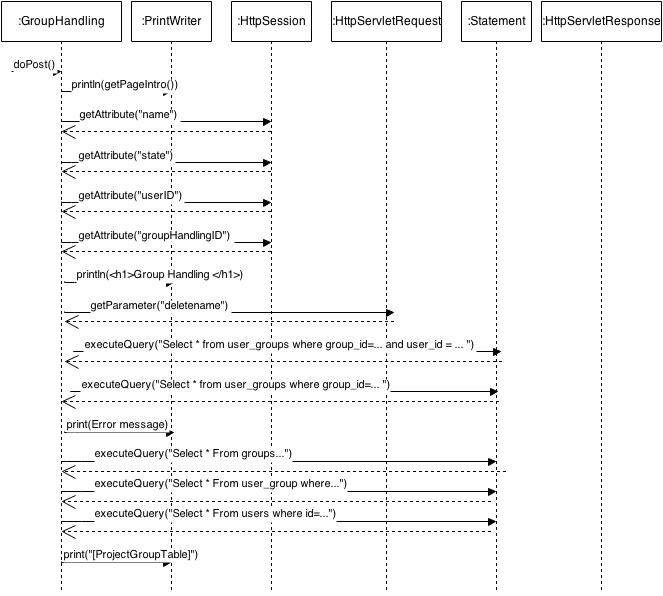 :GroupHandling :PrintWriter :HttpSession :HttpServletRequest :Statement :HttpServletResponse
doPost()
println(getPageIntro())
getAttribute("name")
getAttribute("state")
getAttribute("userID")
getAttribute("groupHandlingID")
println(<h1>Group Handling </h1>)
getParameter("deletename")
executeQuery("Select * from user_groups where group_id=... and user_id = ... ")
executeQuery("Select * from user_groups where group_id=... ")
print(Error message)
executeQuery("Select * From groups...")
executeQuery("Select * From user_group where...")
executeQuery("Select * From users where id=...")
print("[ProjectGroupTable]")